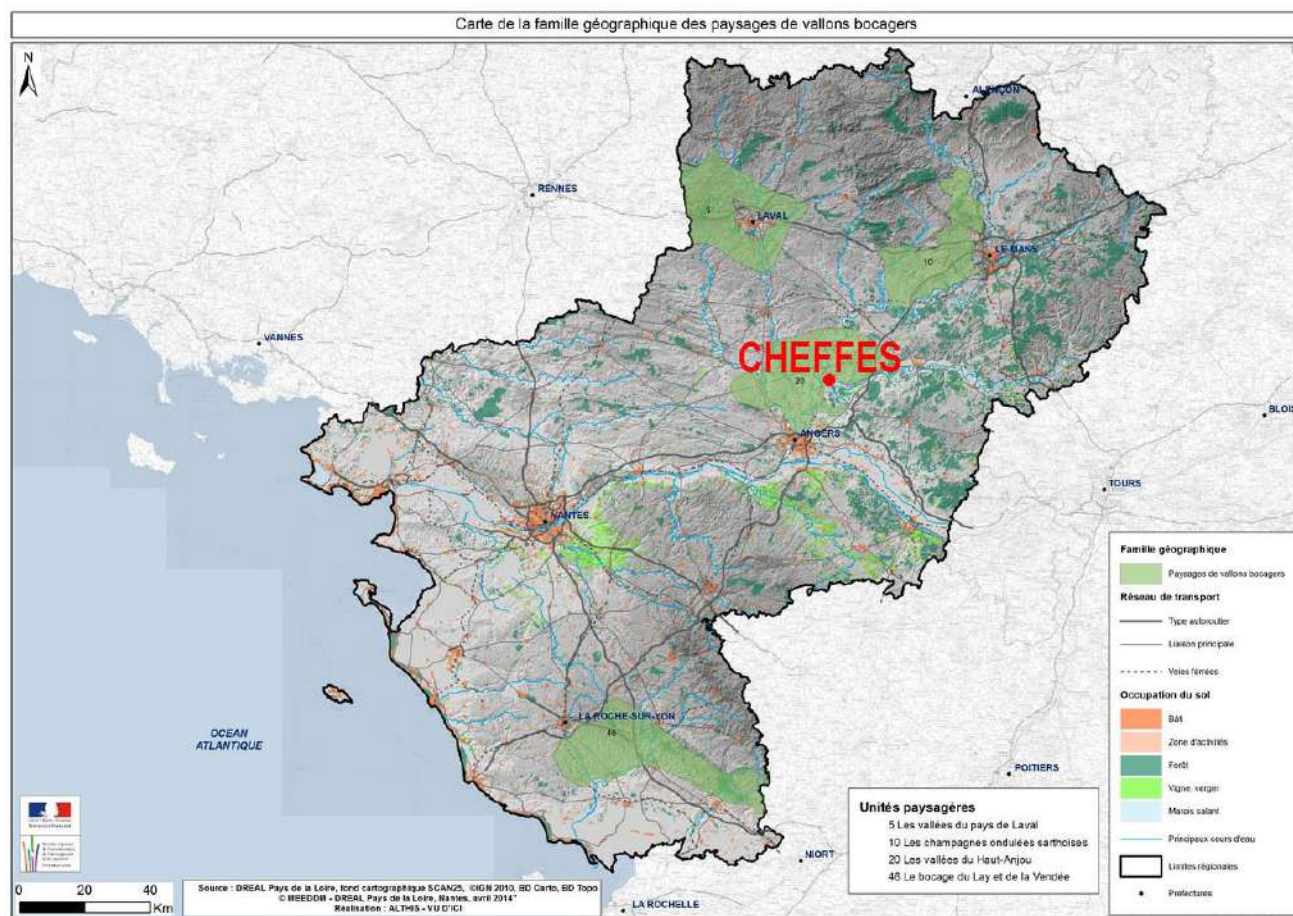 Carte de la famille géographique des paysages de vallons bocagers
N
ALENÇON
RENNES
5
LAVAL
10
LE MANS
VANNES
CHEFFES
20
BLOIS
ANGERS
TOURS
NANTES
LA ROCHE-SUR-YON
46
OCEAN
ATLANTIQUE
POITIERS
NIORT
LA ROCHELLE
Famille géographique
Paysages de vallons bocagers
Réseau de transport
Type autoroutier
Liaison principale
Voies ferrées
Occupation du sol
Bâti
Zone d'activités
Forêt
Vigne, verger
Marais salant
Principaux cours d'eau
Limites régionales
Préfectures
Unités paysagères
5 Les vallées du pays de Laval
10 Les champagnes ondulées sarthoises
20 Les vallées du Haut-Anjou
46 Le bocage du Lay et de la Vendée
0 20 40
Km
Source : DREAL Pays de la Loire, fond cartographique SCAN25, ©IGN 2010, BD Carto, BD Topo
© MEEDDM - DREAL Pays de la Loire, Nantes, avril 2014"
Réalisation : ALTHIS - VU D'ICI